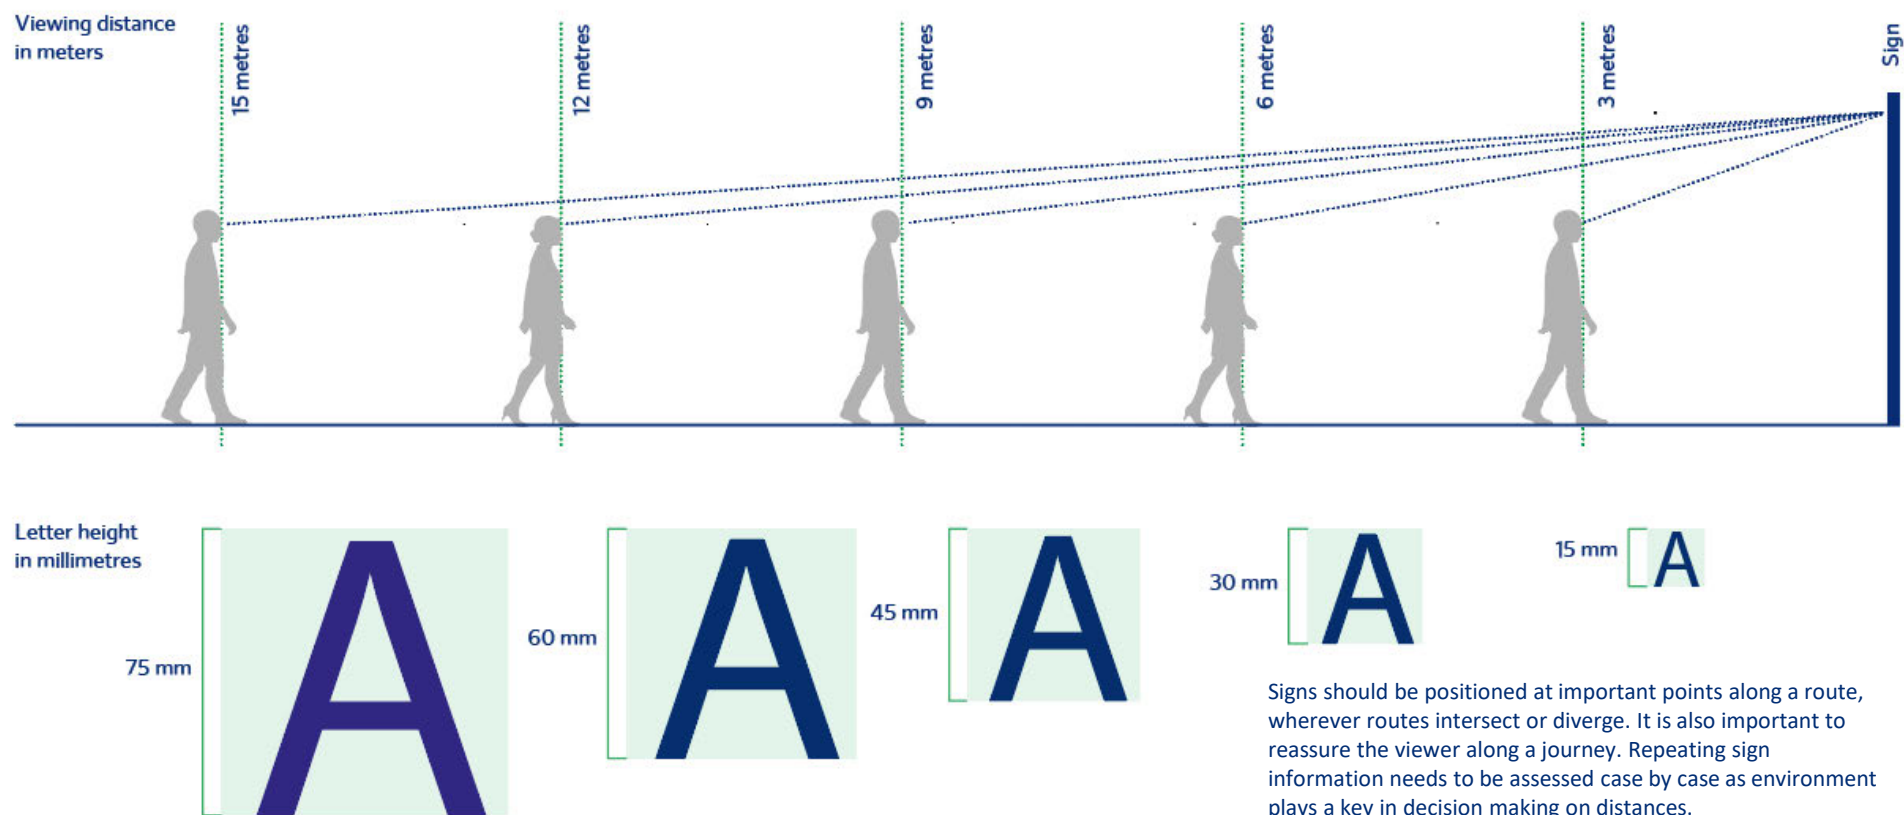 Viewing distance
in meters
15 metres
12 metres
9 metres
6 metres
3 metres
Sign
Letter height
in millimetres
75 mm
A
60 mm
A
45 mm
A
30 mm
A
15 mm
A
Signs should be positioned at important points along a route,
wherever routes intersect or diverge. It is also important to
reassure the viewer along a journey. Repeating sign
information needs to be assessed case by case as environment
plays a key in decision making on distances.